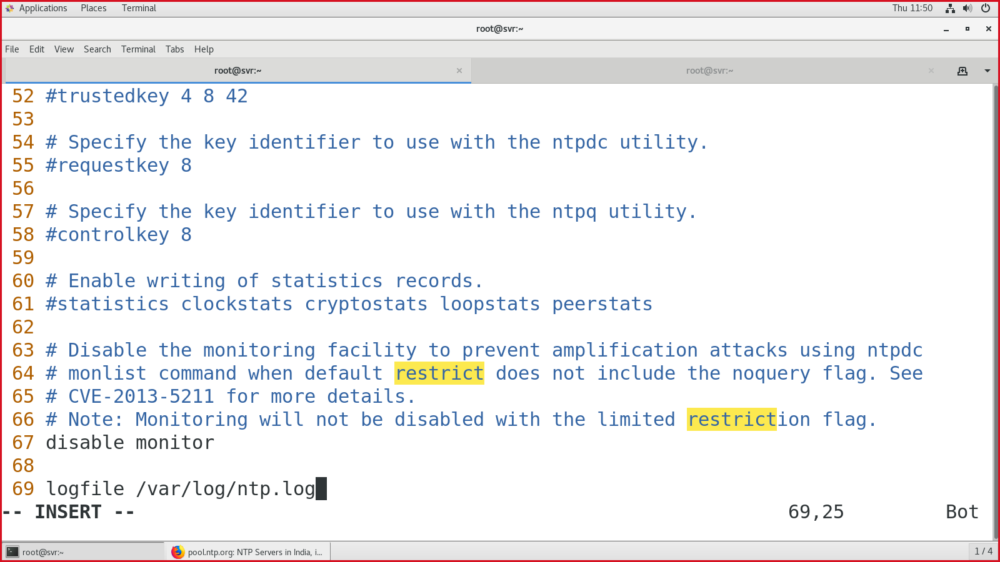 Applications Places Terminal Thu 11:50
root@svr:~
File Edit View Search Terminal Tabs Help
root@svr:~ root@svr:~
52 #trustedkey 4 8 42
53
54 # Specify the key identifier to use with the ntpdc utility.
55 #requestkey 8
56
57 # Specify the key identifier to use with the ntpq utility.
58 #controlkey 8
59
60 # Enable writing of statistics records.
61 #statistics clockstats cryptostats loopstats peerstats
62
63 # Disable the monitoring facility to prevent amplification attacks using ntpdc
64 # monlist command when default restrict does not include the noquery flag. See
65 # CVE-2013-5211 for more details.
66 # Note: Monitoring will not be disabled with the limited restriction flag.
67 disable monitor
68
69 logfile /var/log/ntp.log
-- INSERT -- 69,25 Bot
root@svr:~ pool.ntp.org: NTP Servers in India, i... 1 / 4